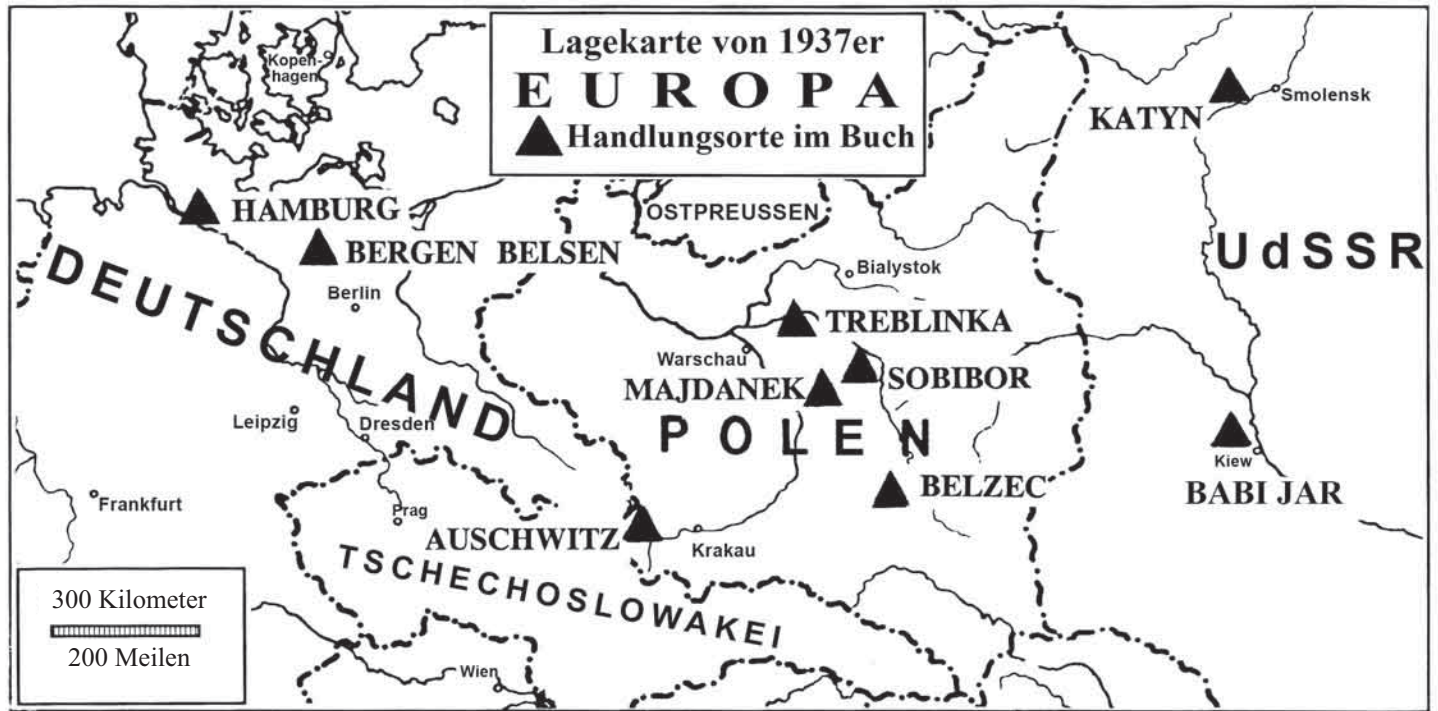 Lagekarte von 1937er
EUROPA
Handlungsorte im Buch
Kopen-
hagen
KATYN
Smolensk
HAMBURG
OSTPREUSSEN
BERGEN BELSEN
UdSSR
DEUTSCHLAND
Berlin
Bialystok
TREBLINKA
Warschau
SOBIBOR
MAJDANEK
POLEN
Leipzig
Dresden
Kiew
BELZEC
BABI JAR
Frankfurt
Prag
AUSCHWITZ
Krakau
TSCHECHOSLOWAKEI
300 Kilometer
200 Meilen
Wien